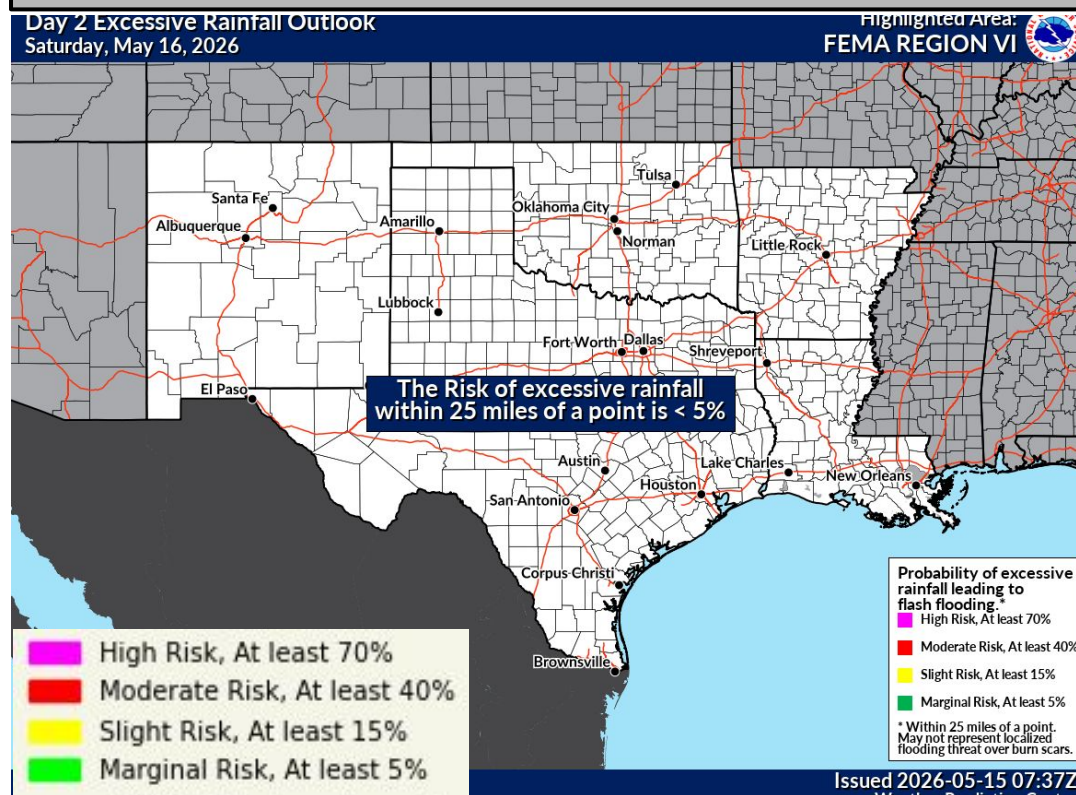 Day 2 Excessive Rainfall Outlook
Saturday, May 16, 2026
Highlighted Area:
FEMA REGION VI
Santa Fe
Albuquerque
Amarillo
Lubbock
Tulsa
Oklahoma City
Norman
Little Rock
Fort Worth
Dallas
Shreveport
El Paso
The Risk of excessive rainfall
within 25 miles of a point is < 5%
Austin
San Antonio
Houston
Lake Charles
New Orleans
Corpus Christi
Brownsville
High Risk, At least 70%
Moderate Risk, At least 40%
Slight Risk, At least 15%
Marginal Risk, At least 5%
Probability of excessive
rainfall leading to
flash flooding.*
High Risk, At least 70%
Moderate Risk, At least 40%
Slight Risk, At least 15%
Marginal Risk, At least 5%
* Within 25 miles of a point.
May not represent localized
flooding threat over burn scars.
Issued 2026-05-15 07:37Z
Weather Prediction Center